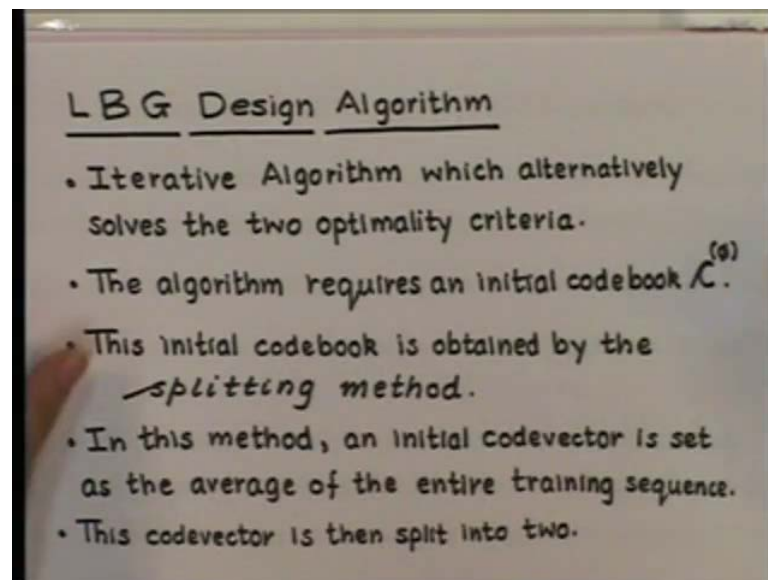 LBG Design Algorithm
• Iterative Algorithm which alternatively
solves the two optimality criteria.
• The algorithm requires an initial codebook C⁽⁰⁾.
• This initial codebook is obtained by the
splitting method.
• In this method, an initial codevector is set
as the average of the entire training sequence.
• This codevector is then split into two.